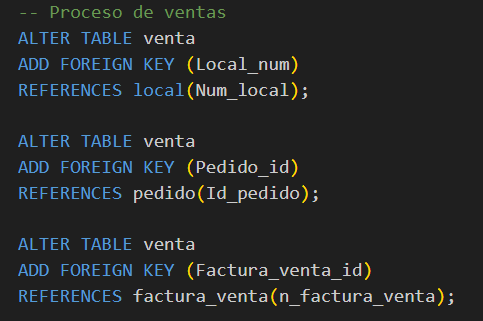 -- Proceso de ventas
ALTER TABLE venta
ADD FOREIGN KEY (Local_num)
REFERENCES local(Num_local);

ALTER TABLE venta
ADD FOREIGN KEY (Pedido_id)
REFERENCES pedido(Id_pedido);

ALTER TABLE venta
ADD FOREIGN KEY (Factura_venta_id)
REFERENCES factura_venta(n_factura_venta);